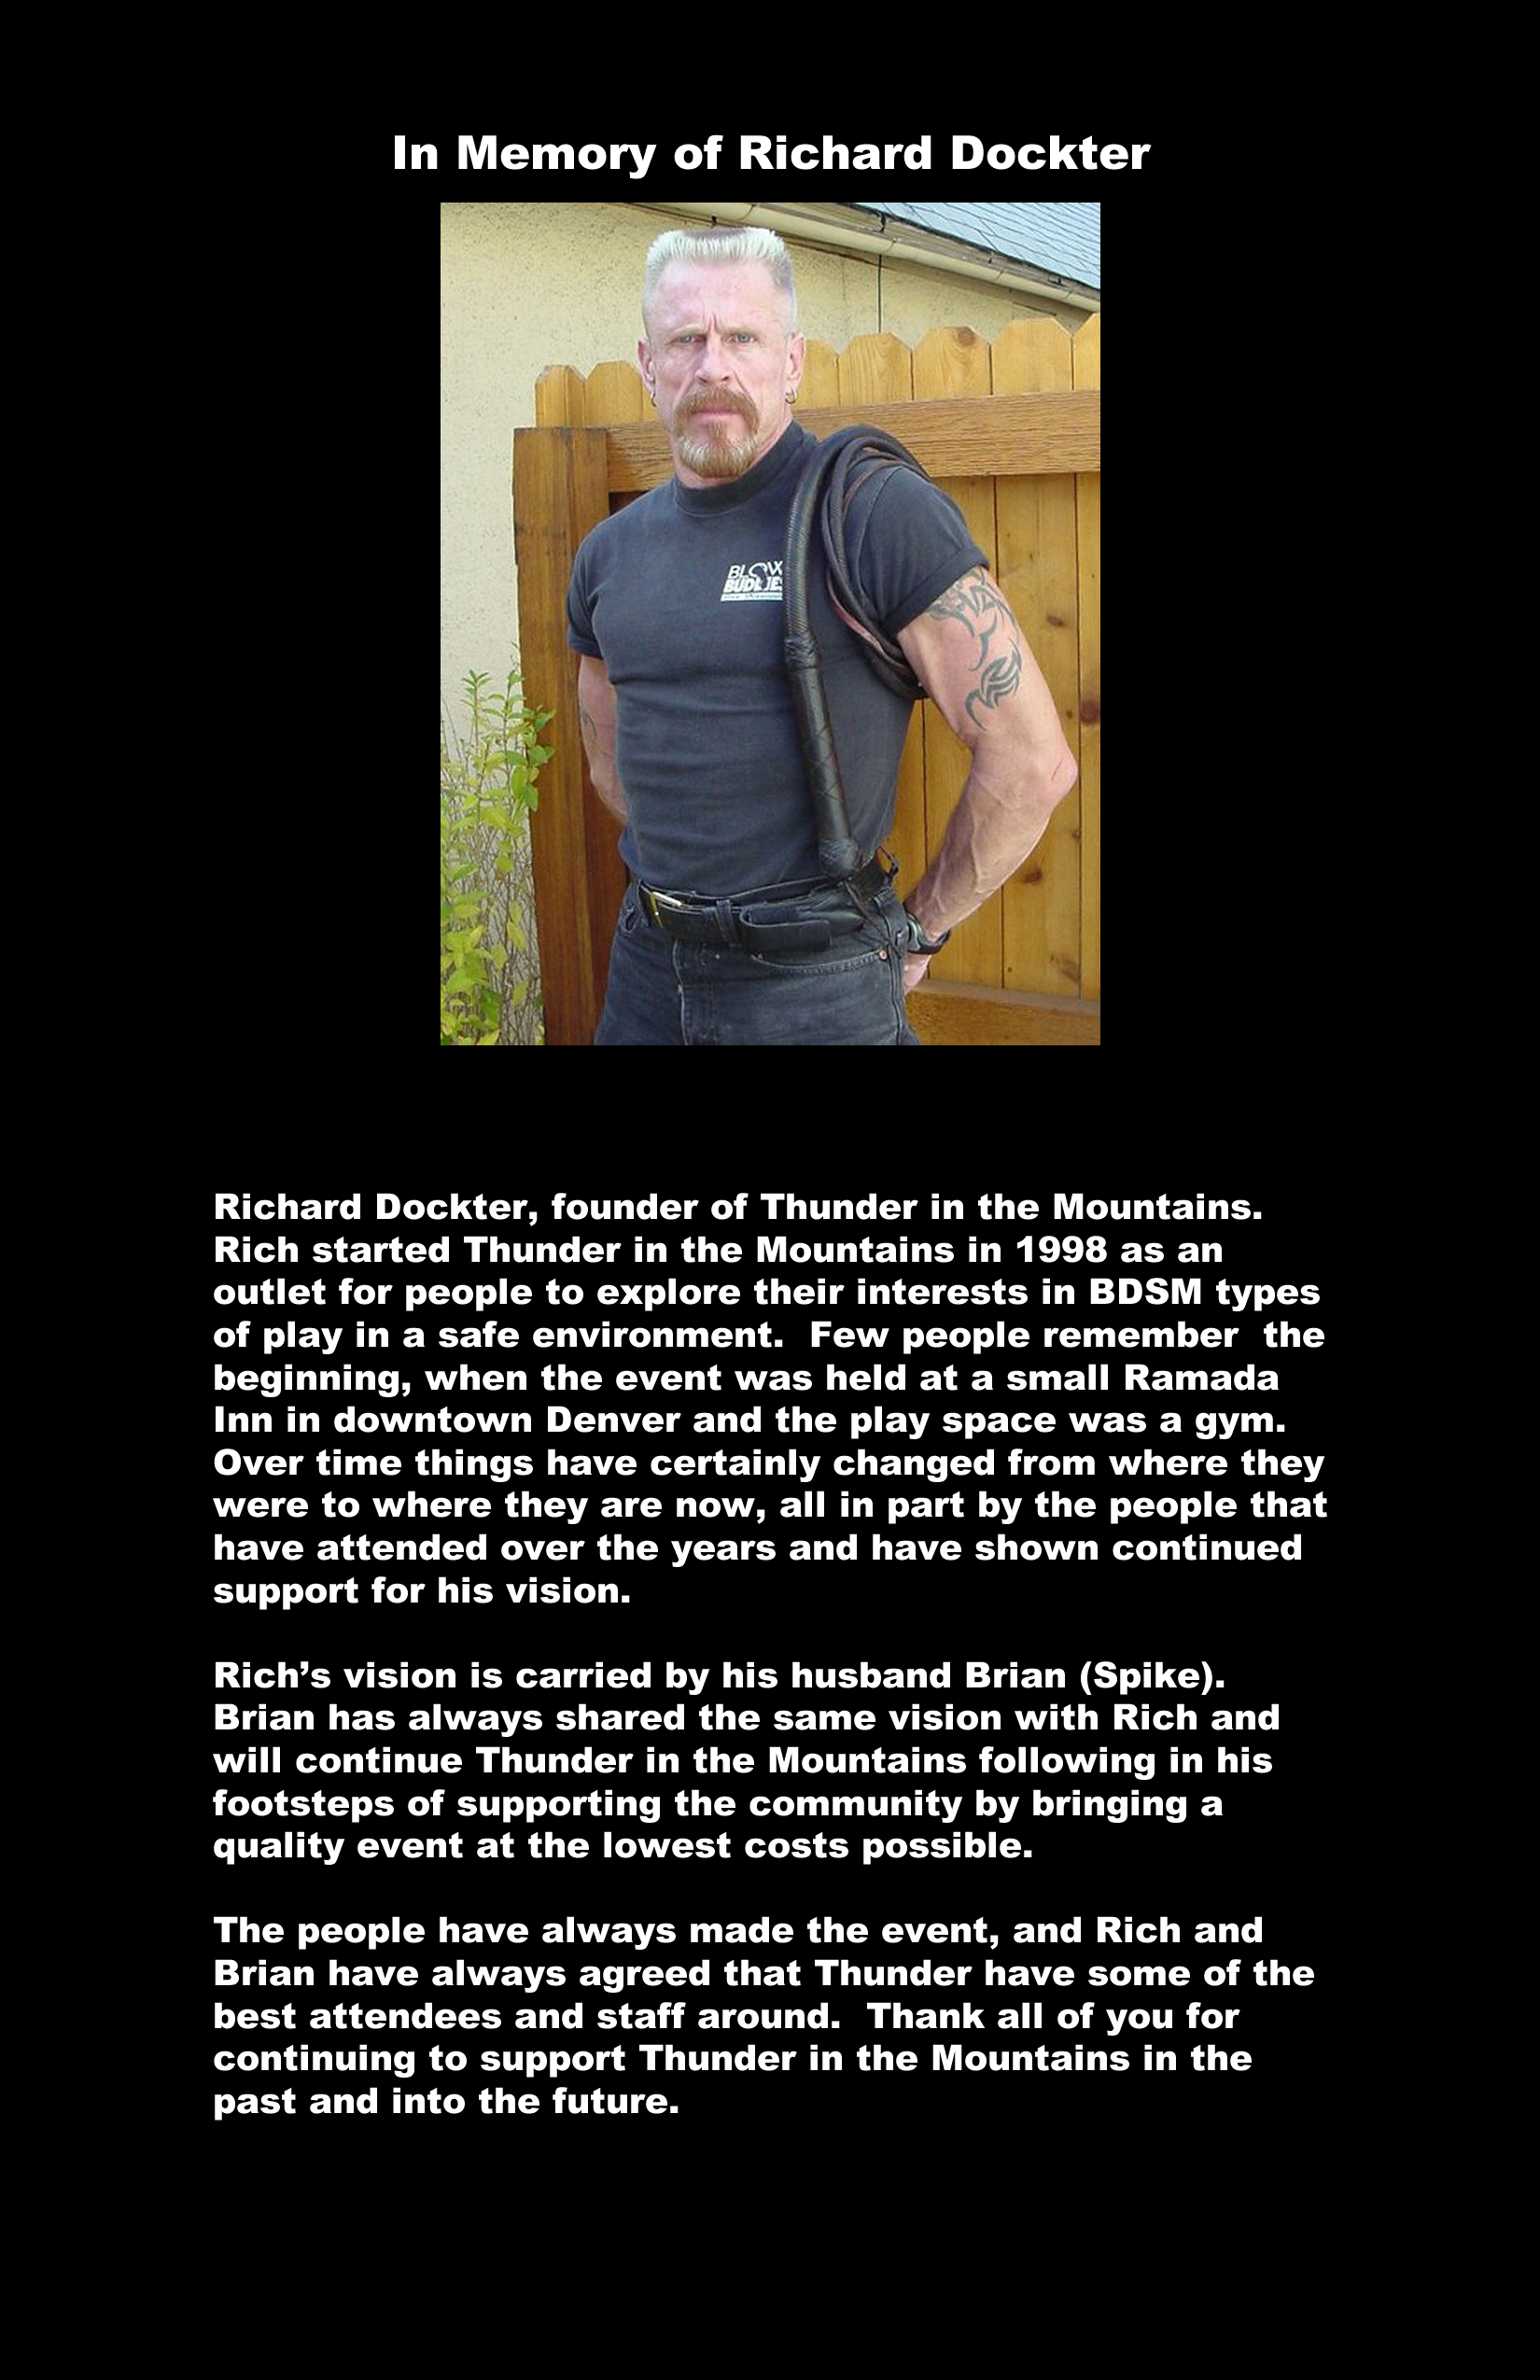 In Memory of Richard Dockter
BL
BUD
Richard Dockter, founder of Thunder in the Mountains.
Rich started Thunder in the Mountains in 1998 as an
outlet for people to explore their interests in BDSM types
of play in a safe environment.  Few people remember  the
beginning, when the event was held at a small Ramada
Inn in downtown Denver and the play space was a gym.
Over time things have certainly changed from where they
were to where they are now, all in part by the people that
have attended over the years and have shown continued
support for his vision.
Rich’s vision is carried by his husband Brian (Spike).
Brian has always shared the same vision with Rich and
will continue Thunder in the Mountains following in his
footsteps of supporting the community by bringing a
quality event at the lowest costs possible.
The people have always made the event, and Rich and
Brian have always agreed that Thunder have some of the
best attendees and staff around.  Thank all of you for
continuing to support Thunder in the Mountains in the
past and into the future.